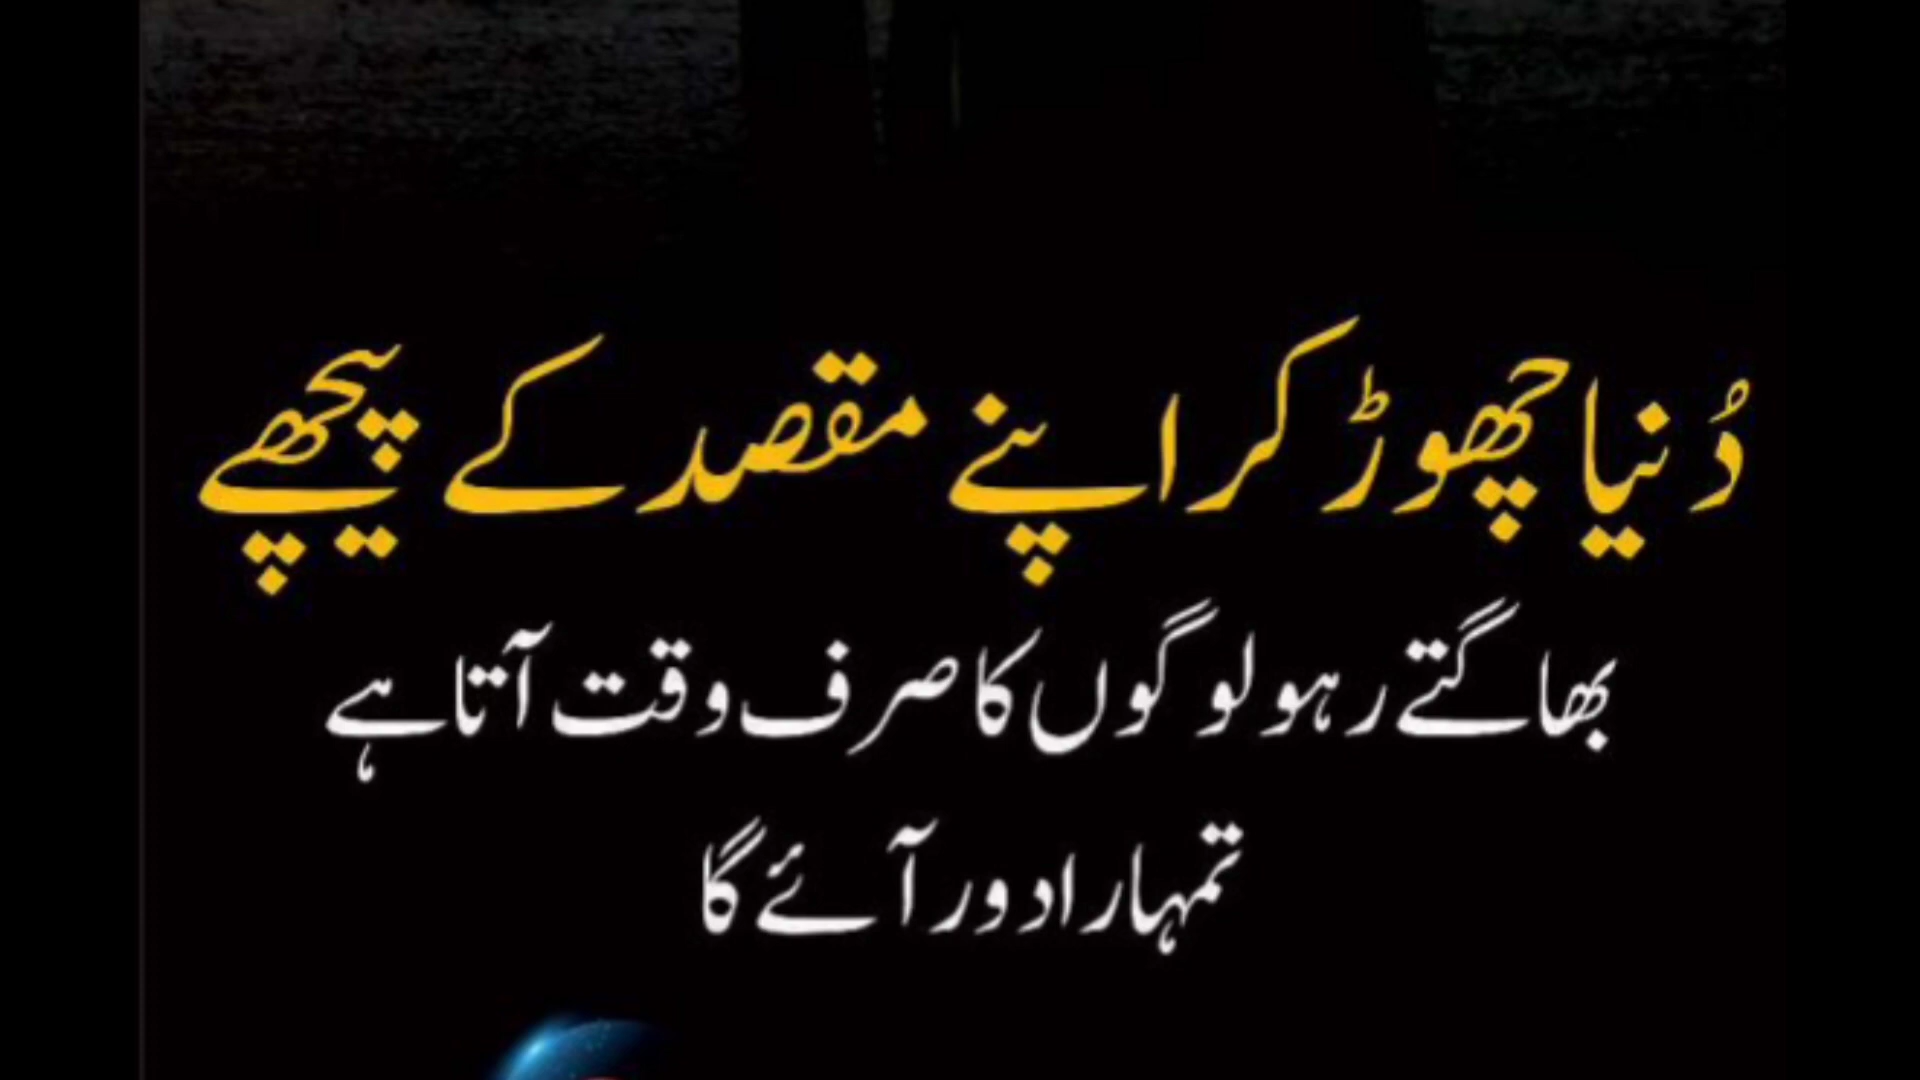 دُنیا چھوڑ کر اپنے مقصد کے پیچھے
بھاگتے رہو لوگوں کا صرف وقت آتا ہے
تمہارا دور آئے گا